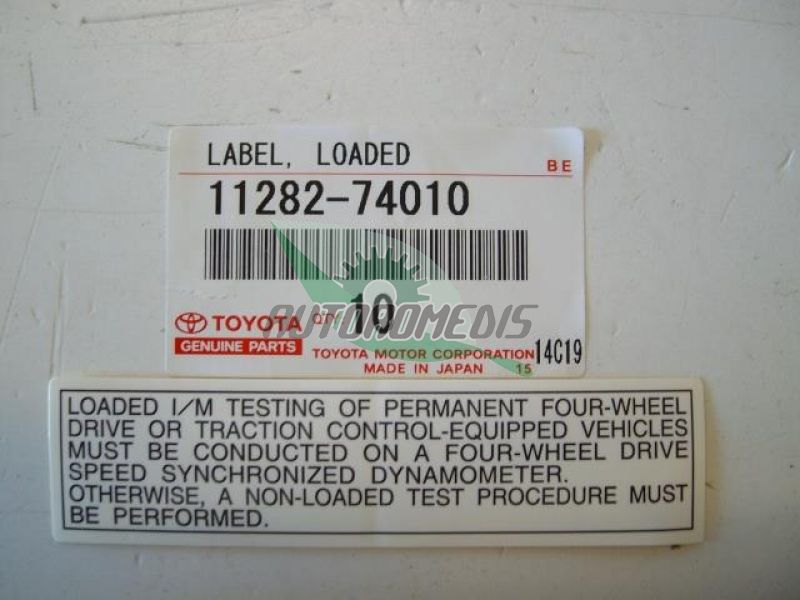 LABEL, LOADED
BE
11282-74010
AUTONOMEDIS
TOYOTA QTY 10
GENUINE PARTS
TOYOTA MOTOR CORPORATION 14C19
MADE IN JAPAN 15
LOADED I/M TESTING OF PERMANENT FOUR-WHEEL
DRIVE OR TRACTION CONTROL-EQUIPPED VEHICLES
MUST BE CONDUCTED ON A FOUR-WHEEL DRIVE
SPEED SYNCHRONIZED DYNAMOMETER.
OTHERWISE, A NON-LOADED TEST PROCEDURE MUST
BE PERFORMED.